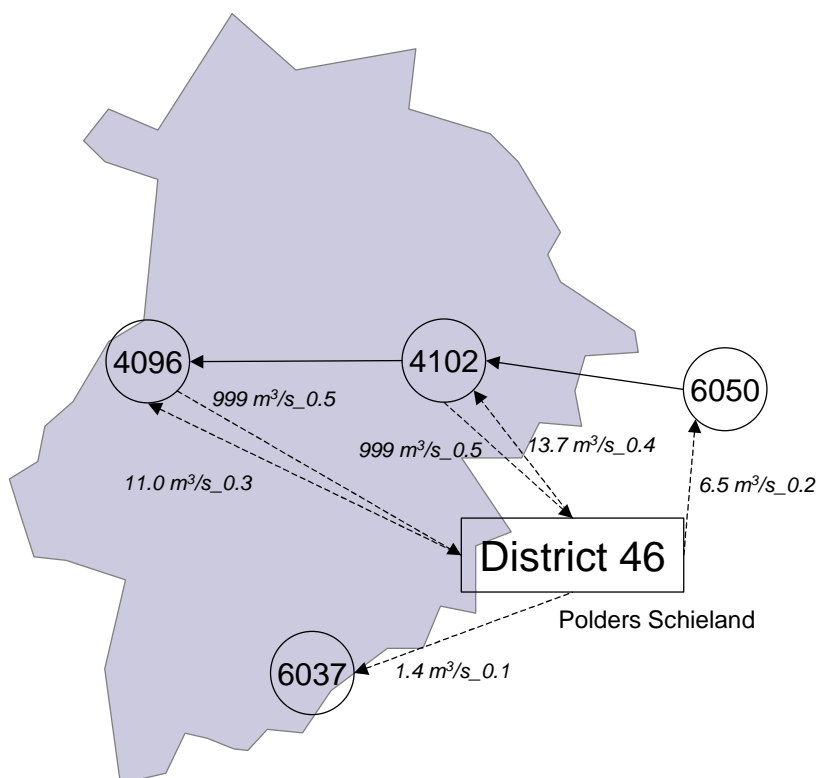 4096
4102
6050
999 m³/s_0.5
999 m³/s_0.5
13.7 m³/s_0.4
11.0 m³/s_0.3
6.5 m³/s_0.2
District 46
Polders Schieland
6037
1.4 m³/s_0.1